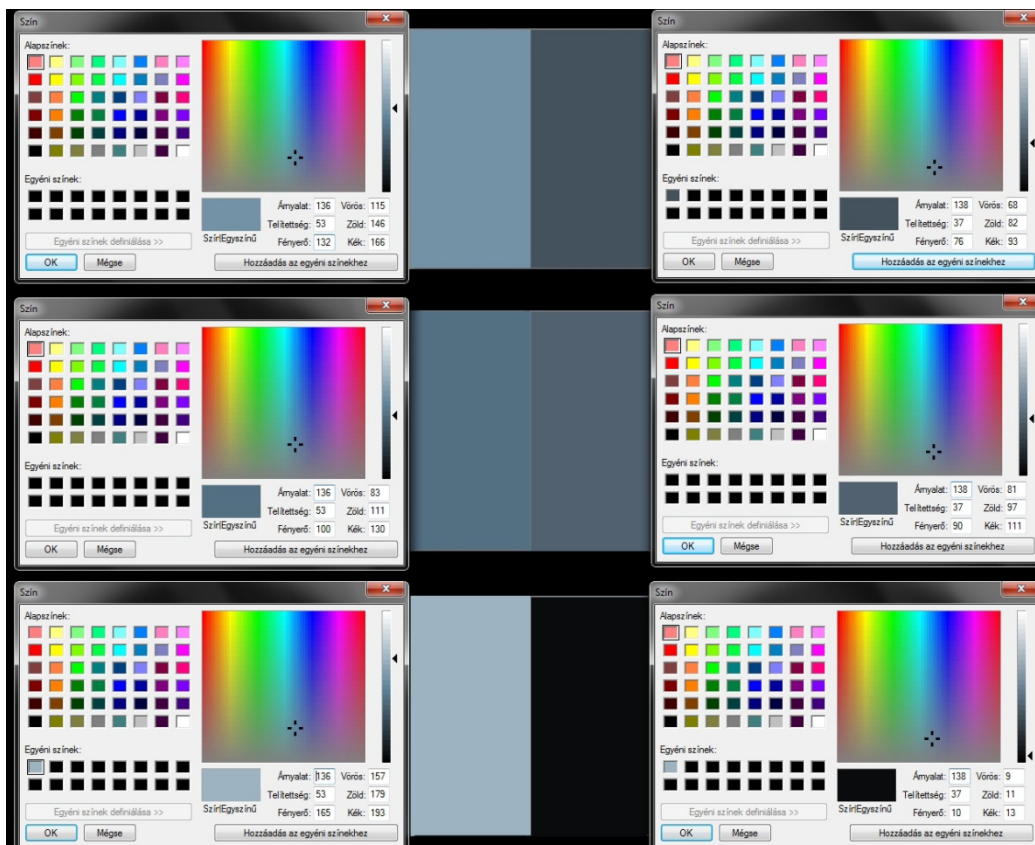 Szín
x
Alapszínek:
Egyéni színek:
Árnyalat: 136 Vörös: 115
Telítettség: 53 Zöld: 146
Szín|Egyszínű Fényerő: 132 Kék: 166
Egyéni színek definiálása >>
OK Mégse Hozzáadás az egyéni színekhez
Szín
x
Alapszínek:
Egyéni színek:
Árnyalat: 138 Vörös: 68
Telítettség: 37 Zöld: 82
Szín|Egyszínű Fényerő: 76 Kék: 93
Egyéni színek definiálása >>
OK Mégse Hozzáadás az egyéni színekhez
Szín
x
Alapszínek:
Egyéni színek:
Árnyalat: 136 Vörös: 83
Telítettség: 53 Zöld: 111
Szín|Egyszínű Fényerő: 100 Kék: 130
Egyéni színek definiálása >>
OK Mégse Hozzáadás az egyéni színekhez
Szín
x
Alapszínek:
Egyéni színek:
Árnyalat: 138 Vörös: 81
Telítettség: 37 Zöld: 97
Szín|Egyszínű Fényerő: 90 Kék: 111
Egyéni színek definiálása >>
OK Mégse Hozzáadás az egyéni színekhez
Szín
x
Alapszínek:
Egyéni színek:
Árnyalat: 136 Vörös: 157
Telítettség: 53 Zöld: 179
Szín|Egyszínű Fényerő: 165 Kék: 193
Egyéni színek definiálása >>
OK Mégse Hozzáadás az egyéni színekhez
Szín
x
Alapszínek:
Egyéni színek:
Árnyalat: 138 Vörös: 9
Telítettség: 37 Zöld: 11
Szín|Egyszínű Fényerő: 10 Kék: 13
Egyéni színek definiálása >>
OK Mégse Hozzáadás az egyéni színekhez